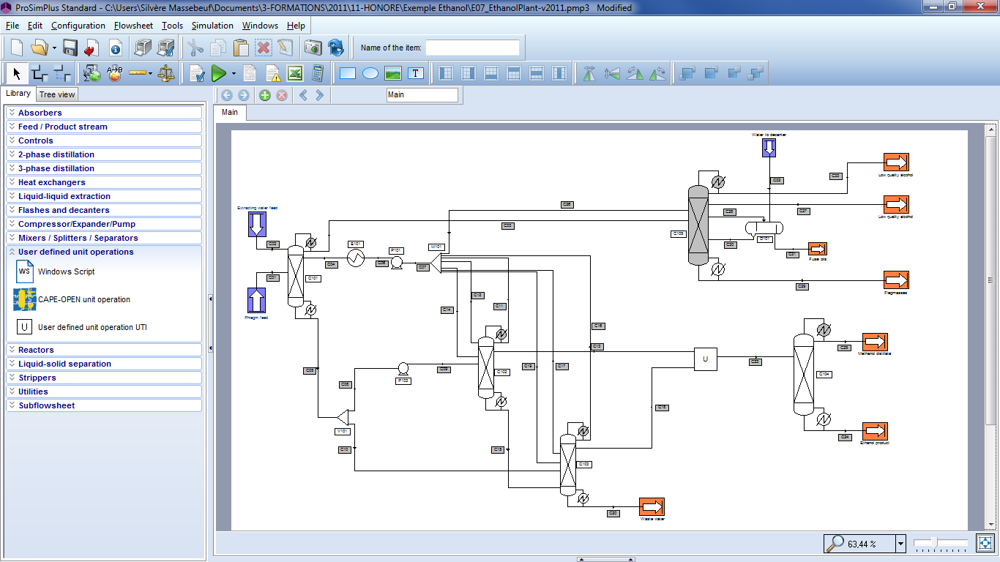 ProSimPlus Standard - C:\Users\Silvère Massebeuf\Documents\3-FORMATIONS\2011\11-HONORE\Exemple Ethanol\E07_EthanolPlant-v2011.pmp3 Modified
File Edit Configuration Flowsheet Tools Simulation Windows Help
Name of the item:
A→B
T
Library Tree view
Main
Main
Absorbers
Feed / Product stream
Controls
2-phase distillation
3-phase distillation
Heat exchangers
Liquid-liquid extraction
Flashes and decanters
Compressor/Expander/Pump
Mixers / Splitters / Separators
User defined unit operations
WS Windows Script
CAPE-OPEN unit operation
U User defined unit operation UTI
Reactors
Liquid-solid separation
Strippers
Utilities
Subflowsheet
Water to decanter
C32
C33
Low quality alcohol
C26
C27
Low quality alcohol
Extracting water feed
C03
C105
D101
C30
C31
Fusel oils
C02
E101
P101
M101
C04
C07
C01
C101
C29
Flegmasses
Phlegm feed
C12
C11
C14
C16
C13
C25
Methanol distillate
U
C23
C05
C09
P103
C102
C19
C17
C104
C08
C18
V101
C10
C15
C103
C24
Ethanol product
C20
Waste water
63,44 %